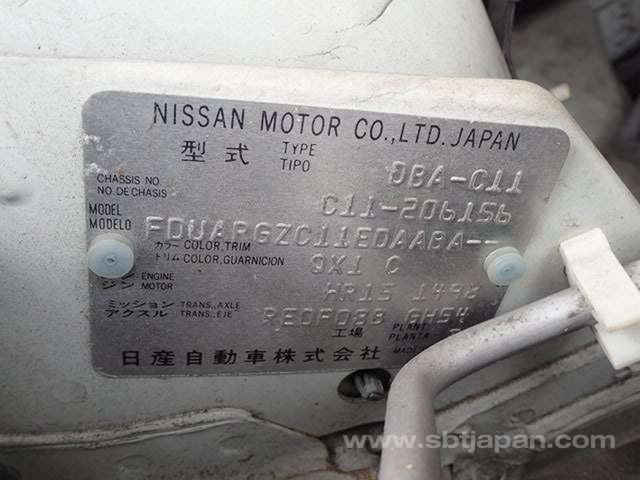 NISSAN MOTOR CO.,LTD. JAPAN
型式 TYPE TIPO DBA-C11
CHASSIS NO. NO. DE CHASIS C11-206156
MODEL MODELO FDUARGZC11EDAABA--
カラー COLOR, TRIM
トリム COLOR, GUARNICION QX1 C
ENGINE
ジン MOTOR HR15 1498
ミッション TRANS., AXLE
アクスル TRANS., EJE RE0F08B GH54
工場 PLANT PLANTA
日産自動車株式会社 MADE
www.sbtjapan.com